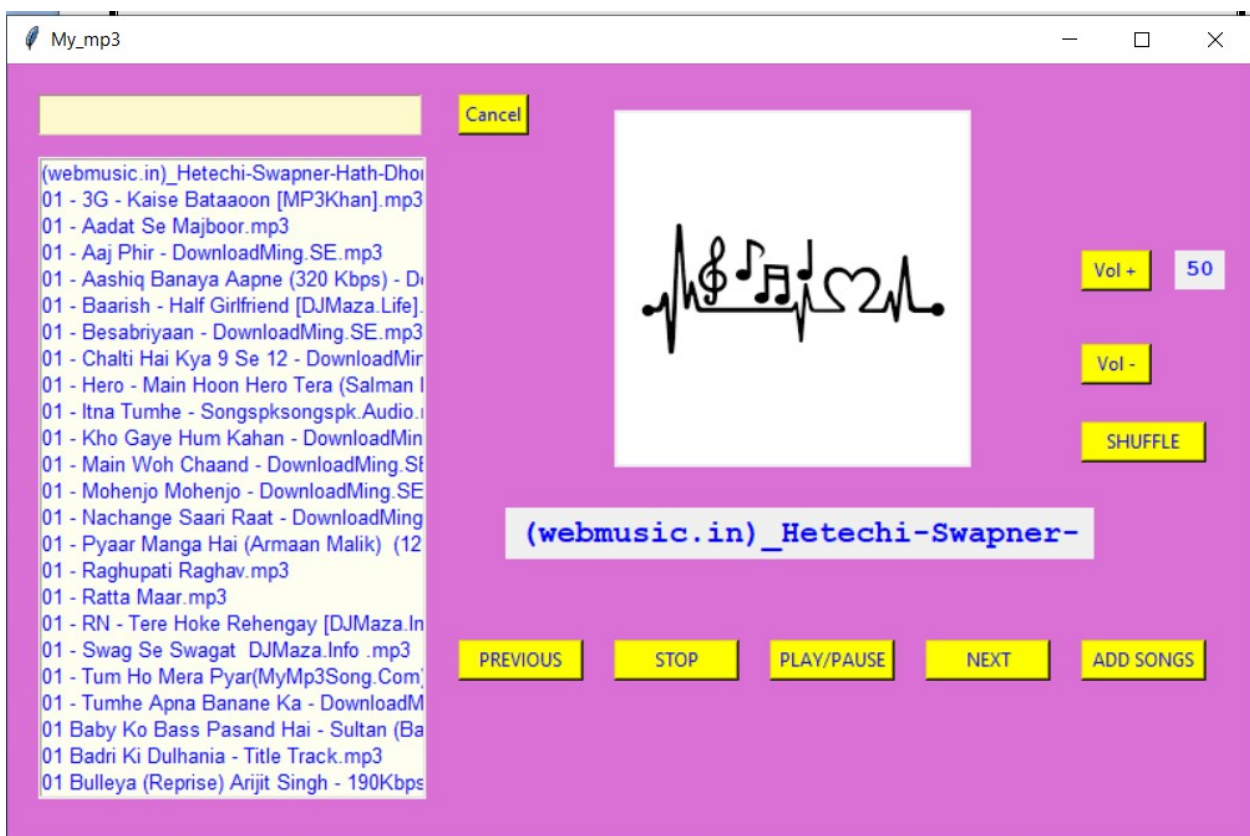 My_mp3
Cancel
(webmusic.in)_Hetechi-Swapner-Hath-Dho
01 - 3G - Kaise Bataaoon [MP3Khan].mp3
01 - Aadat Se Majboor.mp3
01 - Aaj Phir - DownloadMing.SE.mp3
01 - Aashiq Banaya Aapne (320 Kbps) - D
01 - Baarish - Half Girlfriend [DJMaza.Life].
01 - Besabriyaan - DownloadMing.SE.mp3
01 - Chalti Hai Kya 9 Se 12 - DownloadMin
01 - Hero - Main Hoon Hero Tera (Salman
01 - Itna Tumhe - Songspksongspk.Audio.
01 - Kho Gaye Hum Kahan - DownloadMin
01 - Main Woh Chaand - DownloadMing.SE
01 - Mohenjo Mohenjo - DownloadMing.SE
01 - Nachange Saari Raat - DownloadMing
01 - Pyaar Manga Hai (Armaan Malik) (12
01 - Raghupati Raghav.mp3
01 - Ratta Maar.mp3
01 - RN - Tere Hoke Rehengay [DJMaza.In
01 - Swag Se Swagat DJMaza.Info .mp3
01 - Tum Ho Mera Pyar(MyMp3Song.Com)
01 - Tumhe Apna Banane Ka - DownloadM
01 Baby Ko Bass Pasand Hai - Sultan (Ba
01 Badri Ki Dulhania - Title Track.mp3
01 Bulleya (Reprise) Arijit Singh - 190Kbps
Vol + 50
Vol -
SHUFFLE
(webmusic.in)_Hetechi-Swapner-
PREVIOUS STOP PLAY/PAUSE NEXT ADD SONGS